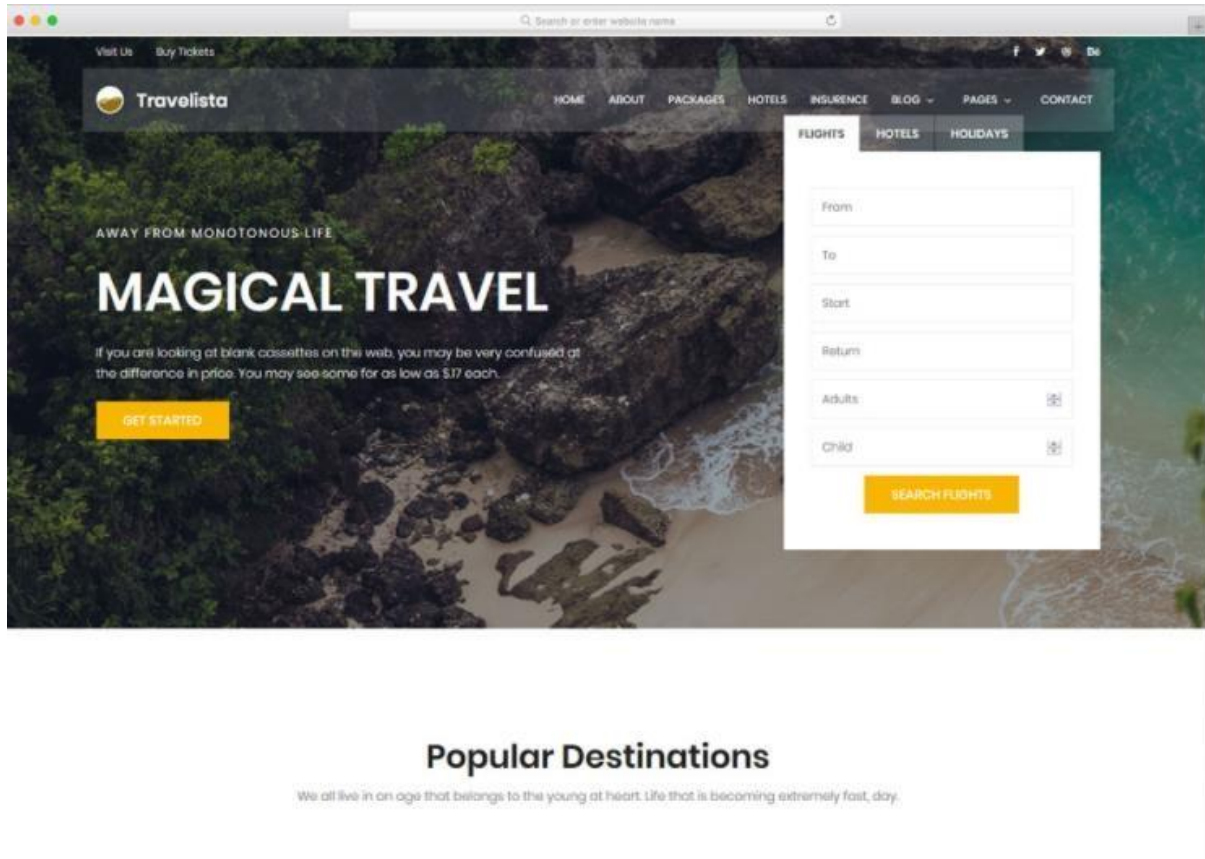 Search or enter website name
Visit Us Buy Tickets
f Be
Travelista
HOME ABOUT PACKAGES HOTELS INSURENCE BLOG PAGES CONTACT
FLIGHTS HOTELS HOLIDAYS
From
To
Start
Return
Adults
Child
SEARCH FLIGHTS
AWAY FROM MONOTONOUS LIFE
MAGICAL TRAVEL
If you are looking at blank cassettes on the web, you may be very confused at
the difference in price. You may see some for as low as $.17 each.
GET STARTED
Popular Destinations
We all live in an age that belongs to the young at heart. Life that is becoming extremely fast, day.